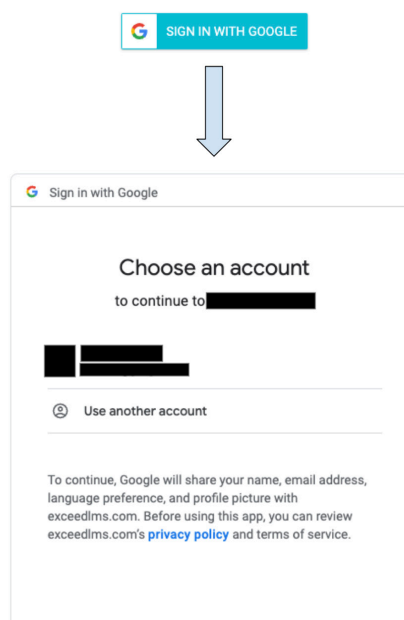 SIGN IN WITH GOOGLE
Sign in with Google
Choose an account
to continue to
Use another account
To continue, Google will share your name, email address,
language preference, and profile picture with
exceedlms.com. Before using this app, you can review
exceedlms.com's privacy policy and terms of service.